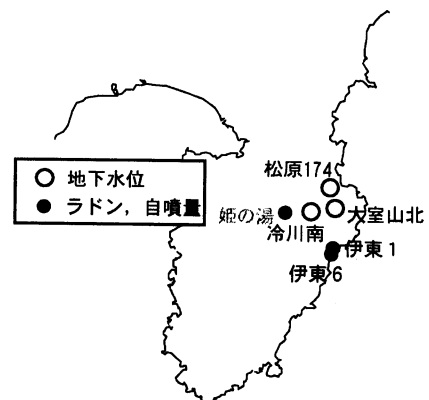 松原174
地下水位
ラドン，自噴量
姫の湯
大室山北
冷川南
伊東1
伊東6